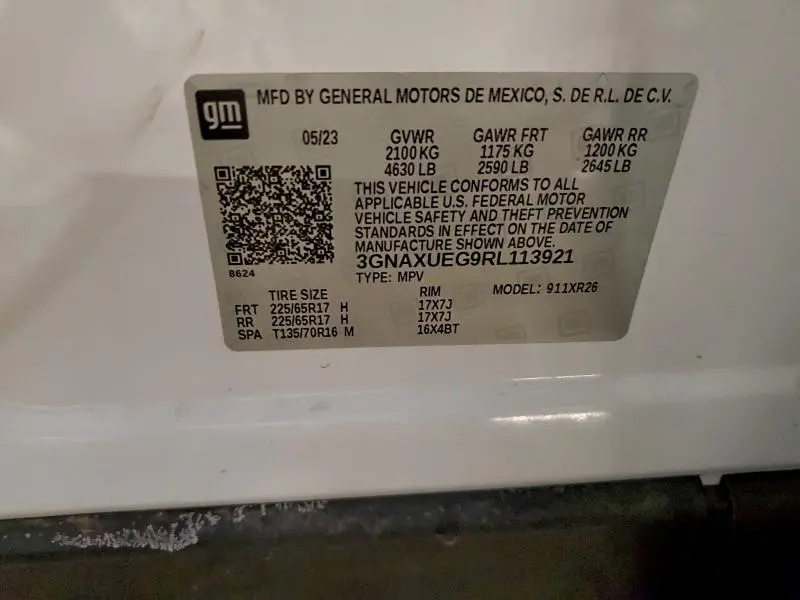 gm MFD BY GENERAL MOTORS DE MEXICO, S. DE R.L. DE C.V.
05/23 GVWR GAWR FRT GAWR RR
2100 KG 1175 KG 1200 KG
4630 LB 2590 LB 2645 LB
THIS VEHICLE CONFORMS TO ALL
APPLICABLE U.S. FEDERAL MOTOR
VEHICLE SAFETY AND THEFT PREVENTION
STANDARDS IN EFFECT ON THE DATE OF
MANUFACTURE SHOWN ABOVE.
3GNAXUEG9RL113921
8624
TYPE: MPV MODEL: 911XR26
TIRE SIZE RIM
FRT 225/65R17 H 17X7J
RR 225/65R17 H 17X7J
SPA T135/70R16 M 16X4BT